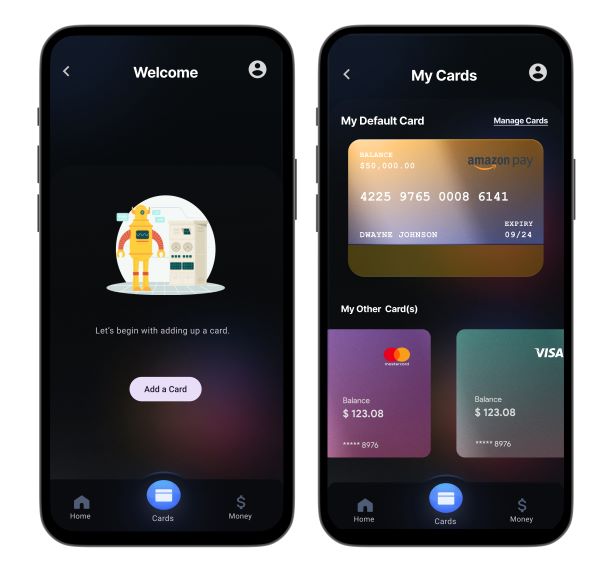 Welcome
Let's begin with adding up a card.
Add a Card
Home
Cards
Money
My Cards
My Default Card
Manage Cards
BALANCE
$50,000.00
amazon pay
4225 9765 0008 6141
EXPIRY
DWAYNE JOHNSON
09/24
My Other Card(s)
mastercard
Balance
$ 123.08
***** 8976
VISA
Balance
$ 123.08
***** 8976
Home
Cards
Money